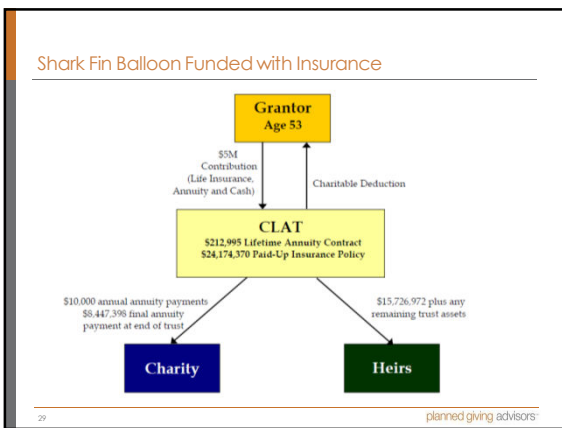 Shark Fin Balloon Funded with Insurance
Grantor
Age 53
$5M
Contribution
(Life Insurance,
Annuity and Cash)
Charitable Deduction
CLAT
$212,995 Lifetime Annuity Contract
$24,174,370 Paid-Up Insurance Policy
$10,000 annual annuity payments
$8,447,398 final annuity
payment at end of trust
$15,726,972 plus any
remaining trust assets
Charity
Heirs
29
planned giving advisors